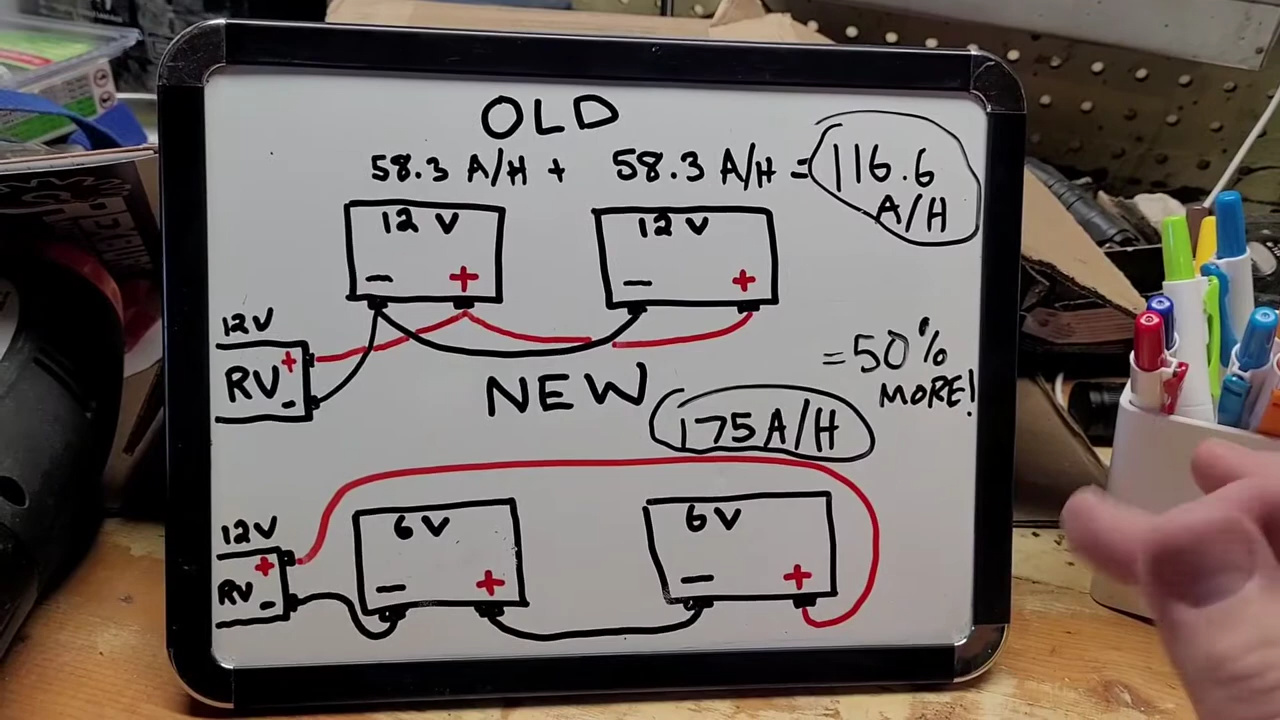 OLD
58.3 A/H + 58.3 A/H = 116.6 A/H
12 V
- +
12 V
- +
12V
+
RV
-
= 50% MORE!
NEW
175 A/H
12V
+
RV -
6 V
- +
6 V
- +